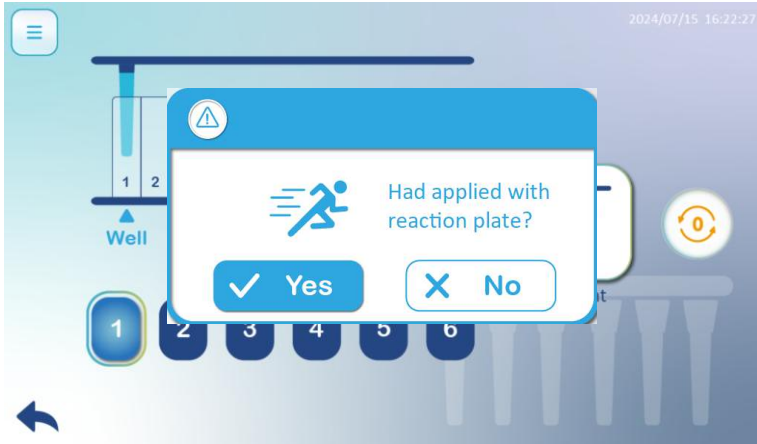 2024/07/15 16:22:27
1 2
Well
Had applied with
reaction plate?
0
Yes
No
1 2 3 4 5 6